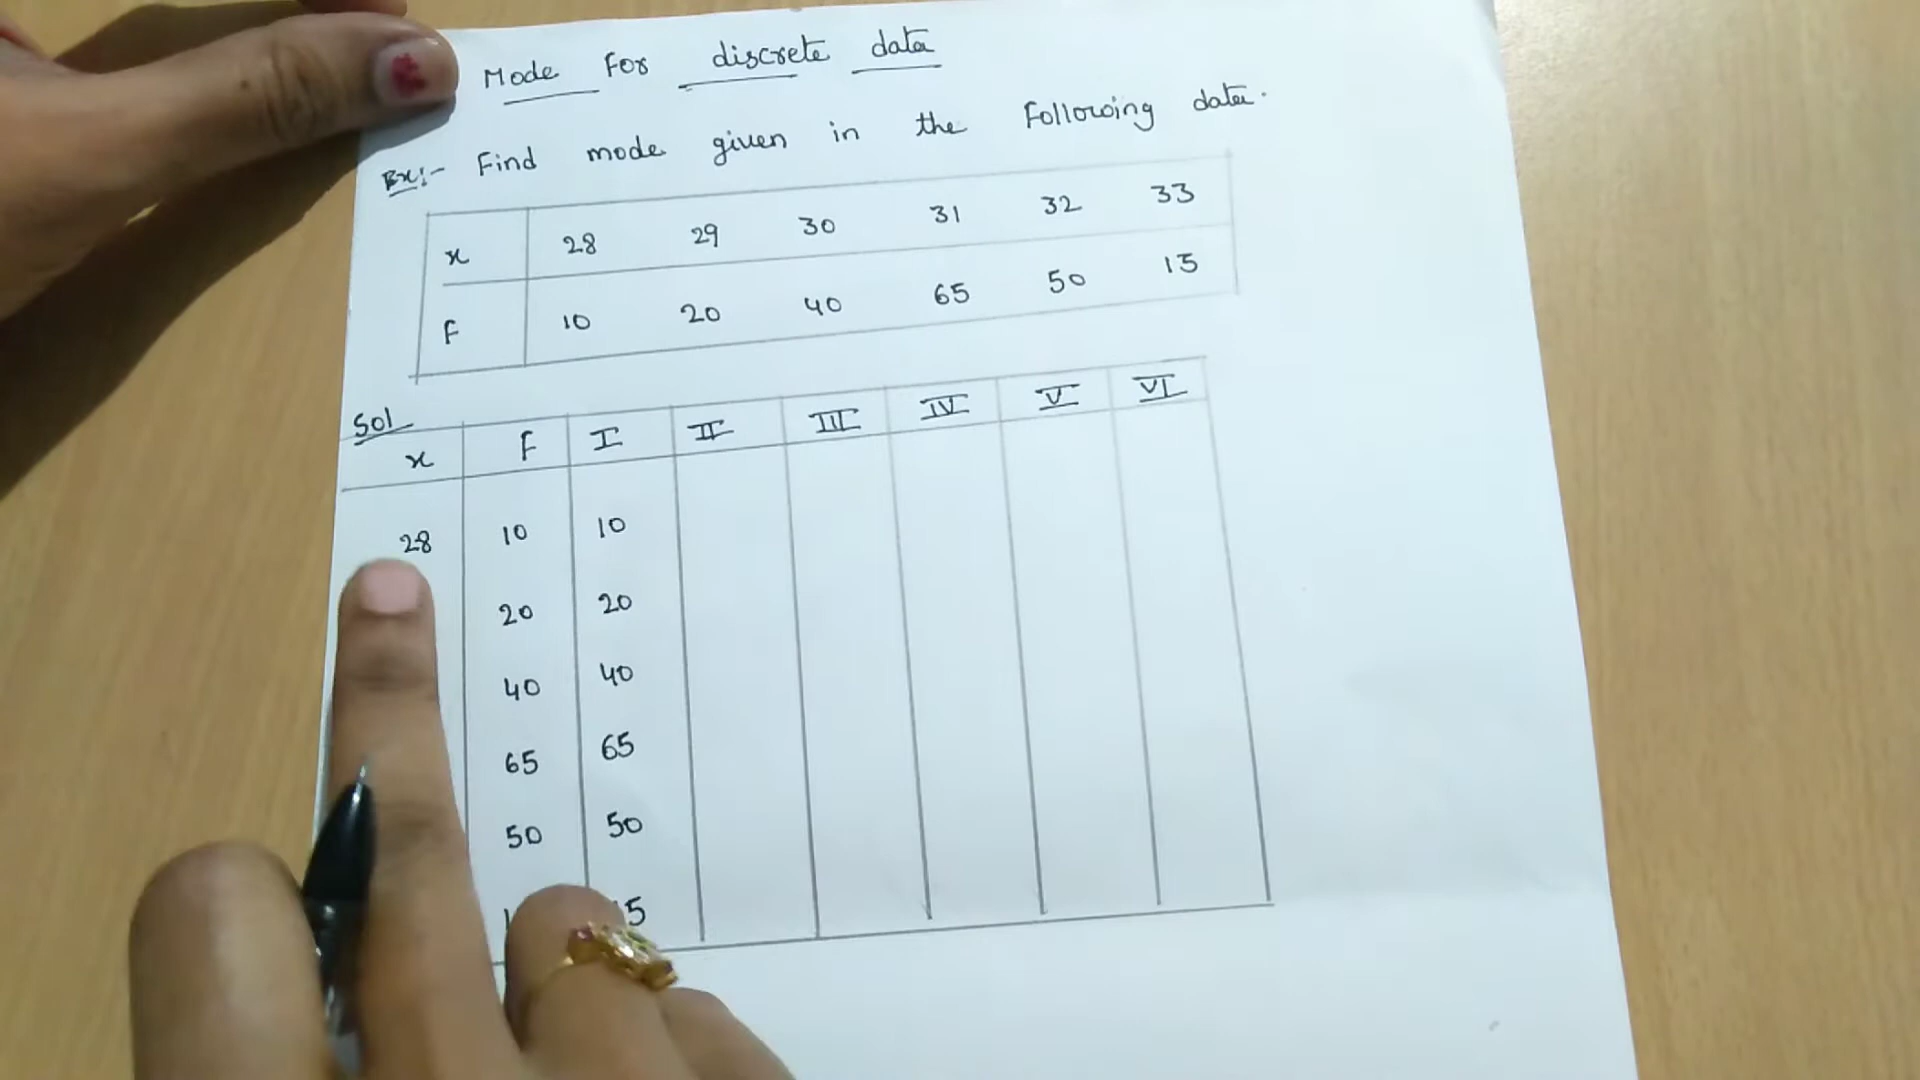 Mode For discrete data
Ex:- Find mode given in the following data.
x 28 29 30 31 32 33
F 10 20 40 65 50 15
Sol
x F I II III IV V VI
28 10 10
20 20
40 40
65 65
50 50